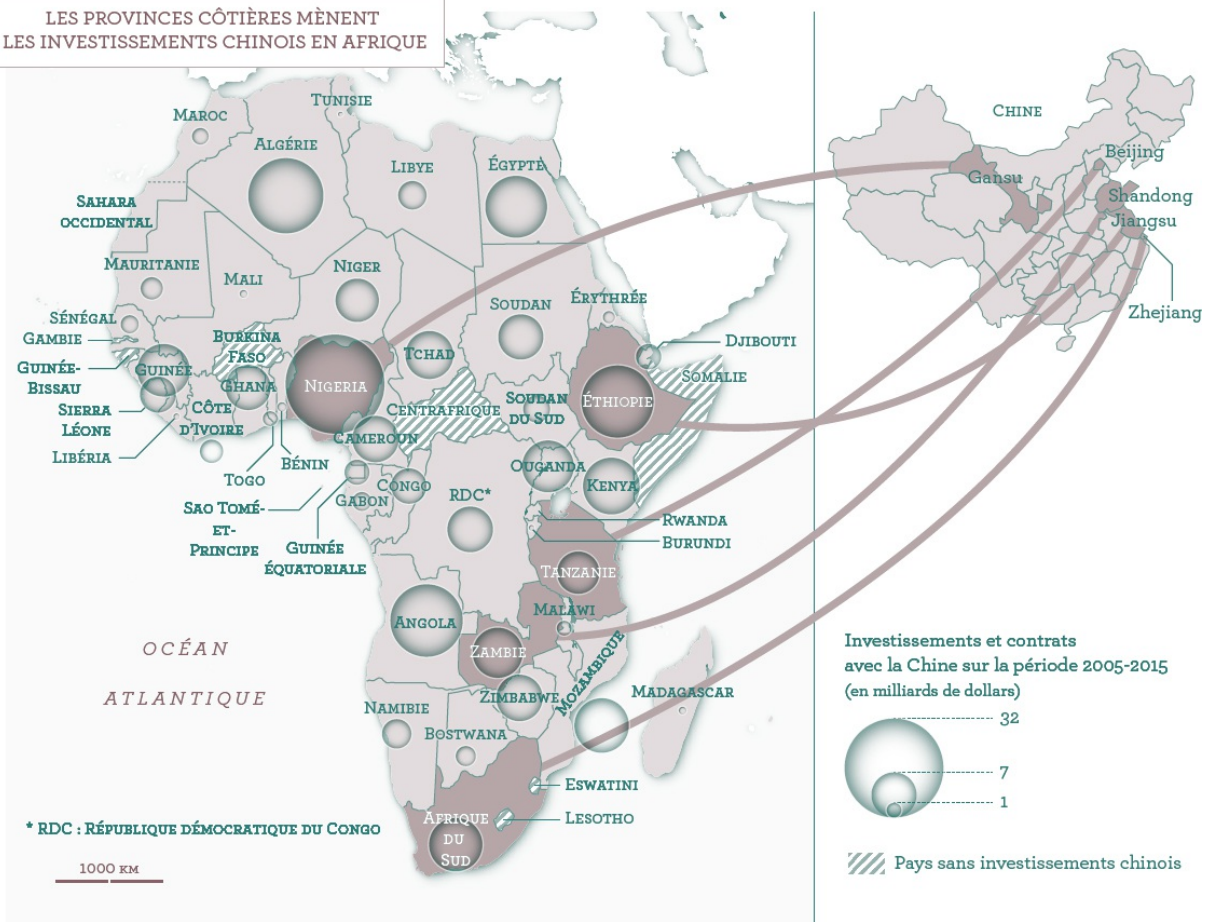 LES PROVINCES CÔTIÈRES MÈNENT
LES INVESTISSEMENTS CHINOIS EN AFRIQUE
MAROC
TUNISIE
ALGÉRIE
LIBYE
ÉGYPTE
SAHARA
OCCIDENTAL
MAURITANIE
MALI
NIGER
SOUDAN
ÉRYTHRÉE
SÉNÉGAL
GAMBIE
GUINÉE-
BISSAU
GUINÉE
SIERRA
LÉONE
LIBÉRIA
BURKINA
FASO
GHANA
CÔTE
D'IVOIRE
TOGO
BÉNIN
NIGERIA
TCHAD
CENTRAFRIQUE
CAMEROUN
SOUDAN
DU SUD
ÉTHIOPIE
DJIBOUTI
SOMALIE
OUGANDA
KENYA
CONGO
GABON
RDC*
SAO TOMÉ-
ET-
PRINCIPE
GUINÉE
ÉQUATORIALE
RWANDA
BURUNDI
TANZANIE
ANGOLA
MALAWI
ZAMBIE
MOZAMBIQUE
ZIMBABWE
MADAGASCAR
NAMIBIE
BOSTWANA
ESWATINI
LESOTHO
AFRIQUE
DU
SUD
OCÉAN
ATLANTIQUE
* RDC : RÉPUBLIQUE DÉMOCRATIQUE DU CONGO
1000 KM
CHINE
Beijing
Gansu
Shandong
Jiangsu
Zhejiang
Investissements et contrats
avec la Chine sur la période 2005-2015
(en milliards de dollars)
32
7
1
Pays sans investissements chinois